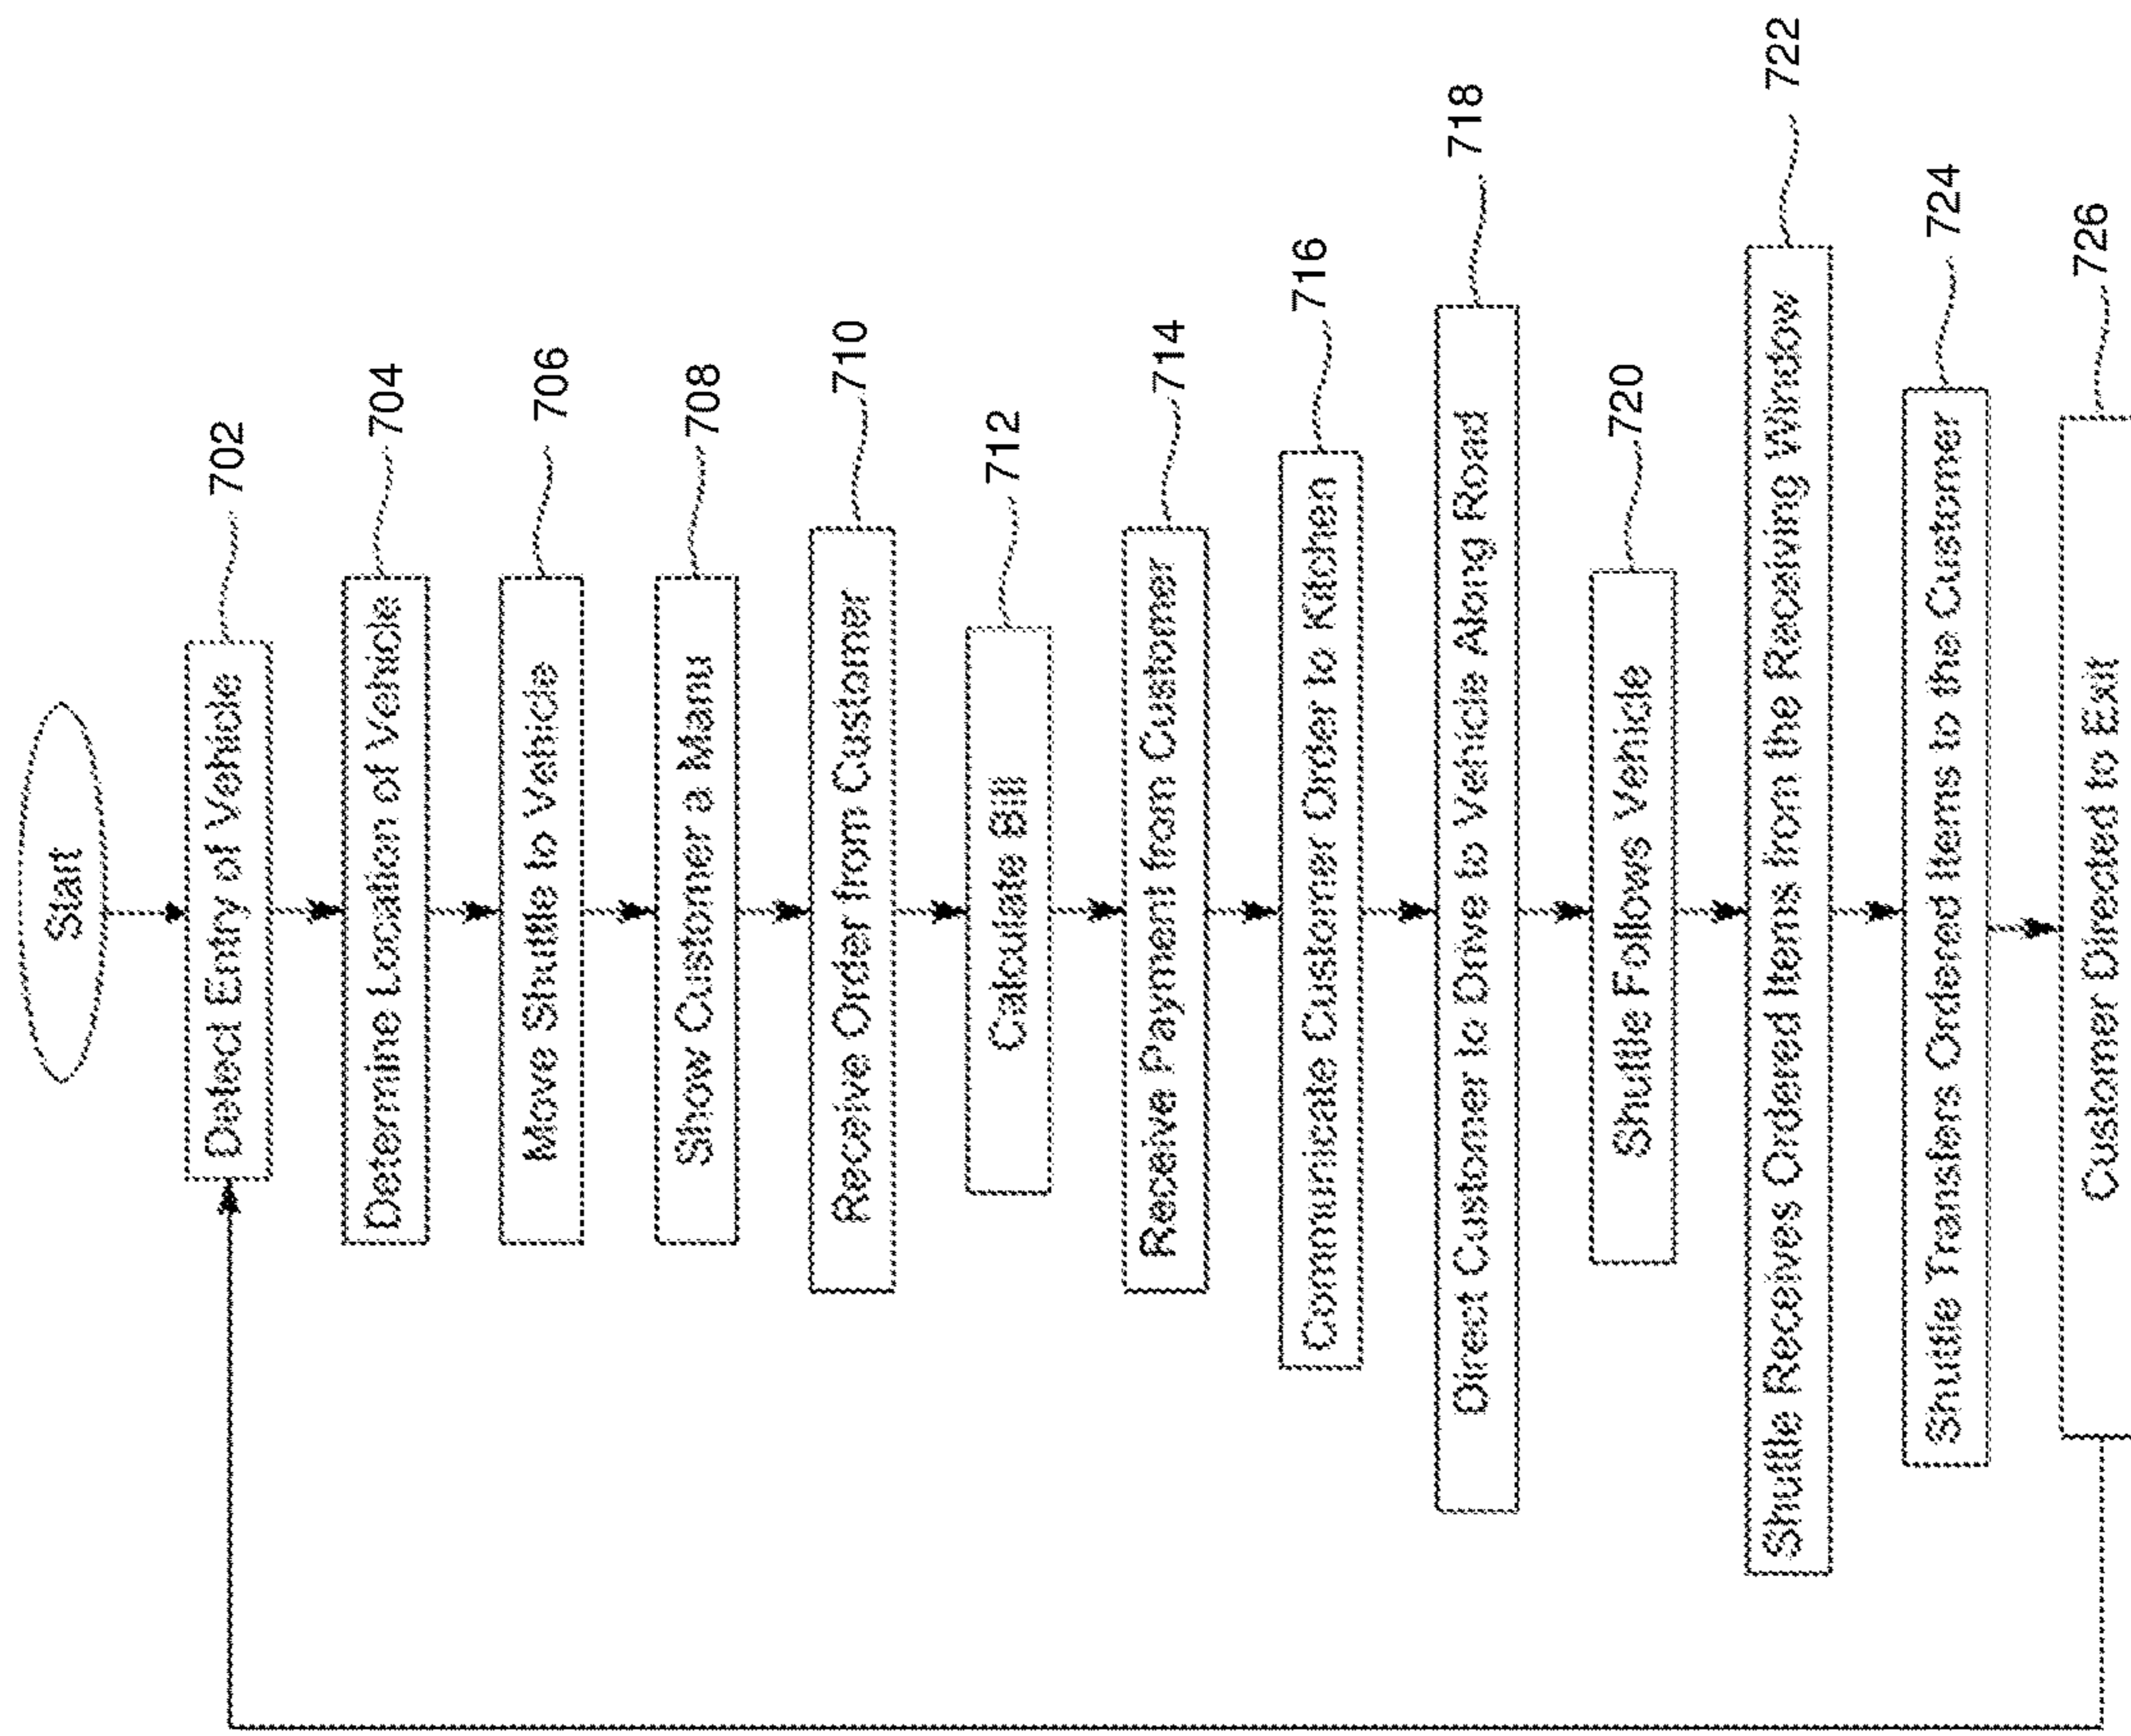 Start
Detect Entry of Vehicle
702
Determine Location of Vehicle
704
Move Shuttle to Vehicle
706
Show Customer a Manu
708
Receive Order from Customer
710
Calculate Bill
712
Receive Payment from Customer
714
Communicate Customer Order to Kitchen
716
Direct Customer to Drive to Vehicle Along Road
718
Shuttle Follows Vehicle
720
Shuttle Receives Ordered Items from the Receiving Window
722
Shuttle Transfers Ordered Items to the Customer
724
Customer Directed to Exit
726